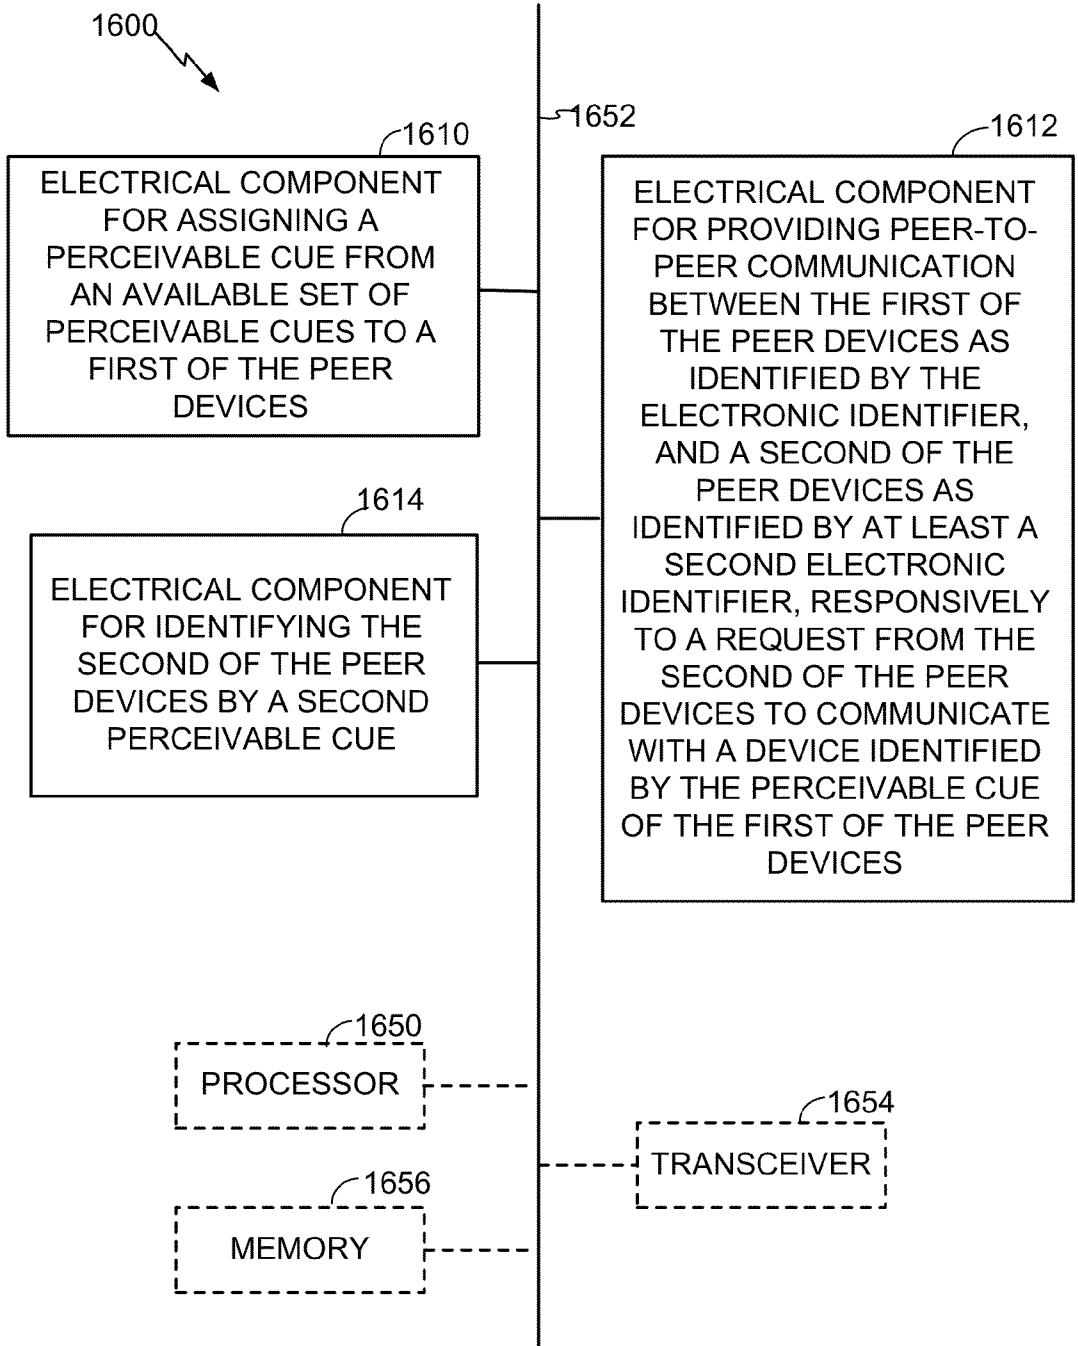 1600
1652
1610
ELECTRICAL COMPONENT
FOR ASSIGNING A
PERCEIVABLE CUE FROM
AN AVAILABLE SET OF
PERCEIVABLE CUES TO A
FIRST OF THE PEER
DEVICES
1612
ELECTRICAL COMPONENT
FOR PROVIDING PEER-TO-
PEER COMMUNICATION
BETWEEN THE FIRST OF
THE PEER DEVICES AS
IDENTIFIED BY THE
ELECTRONIC IDENTIFIER,
AND A SECOND OF THE
PEER DEVICES AS
IDENTIFIED BY AT LEAST A
SECOND ELECTRONIC
IDENTIFIER, RESPONSIVELY
TO A REQUEST FROM THE
SECOND OF THE PEER
DEVICES TO COMMUNICATE
WITH A DEVICE IDENTIFIED
BY THE PERCEIVABLE CUE
OF THE FIRST OF THE PEER
DEVICES
1614
ELECTRICAL COMPONENT
FOR IDENTIFYING THE
SECOND OF THE PEER
DEVICES BY A SECOND
PERCEIVABLE CUE
1650
PROCESSOR
1654
TRANSCEIVER
1656
MEMORY